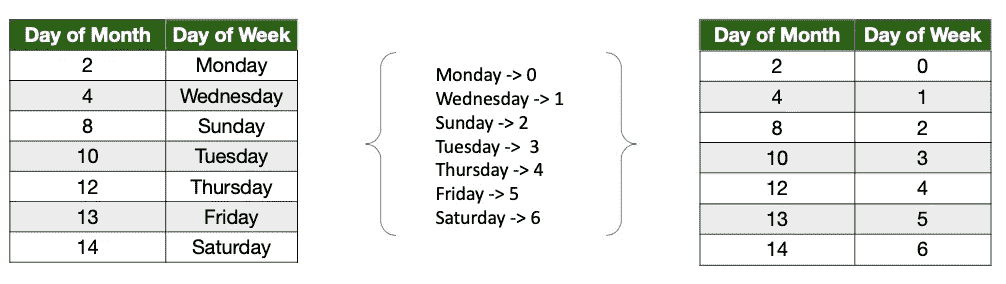 Day of Month Day of Week
2 Monday
4 Wednesday
8 Sunday
10 Tuesday
12 Thursday
13 Friday
14 Saturday
Monday -> 0
Wednesday -> 1
Sunday -> 2
Tuesday -> 3
Thursday -> 4
Friday -> 5
Saturday -> 6
Day of Month Day of Week
2 0
4 1
8 2
10 3
12 4
13 5
14 6